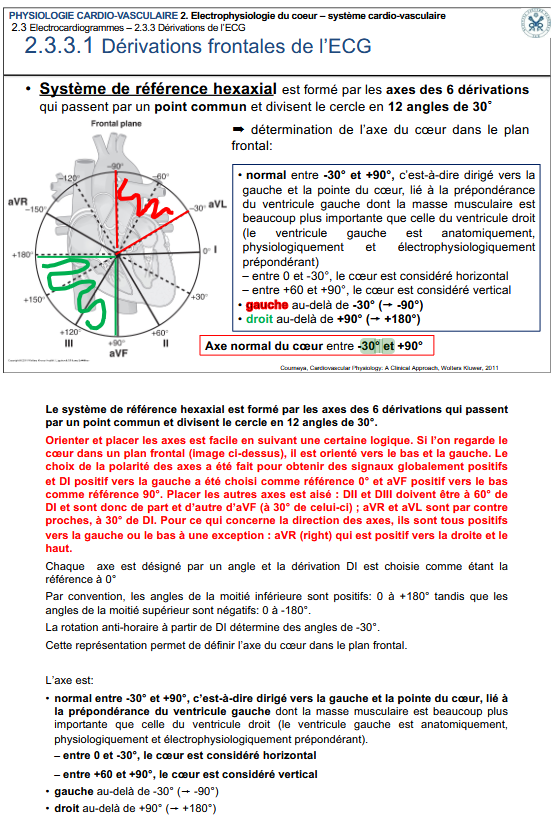 PHYSIOLOGIE CARDIO-VASCULAIRE 2. Electrophysiologie du coeur – système cardio-vasculaire
2.3 Electrocardiogrammes – 2.3.3 Dérivations de l'ECG
2.3.3.1 Dérivations frontales de l'ECG
• Système de référence hexaxial est formé par les axes des 6 dérivations
qui passent par un point commun et divisent le cercle en 12 angles de 30°
Frontal plane
-90°
-120°
-60°
aVR
-150°
-30° aVL
+180°
0° I
+150°
+30°
+120°
+90°
+60°
III
aVF
II
➡ détermination de l'axe du cœur dans le plan
frontal:
• normal entre -30° et +90°, c'est-à-dire dirigé vers la
gauche et la pointe du cœur, lié à la prépondérance
du ventricule gauche dont la masse musculaire est
beaucoup plus importante que celle du ventricule droit
(le ventricule gauche est anatomiquement,
physiologiquement et électrophysiologiquement
prépondérant)
– entre 0 et -30°, le cœur est considéré horizontal
– entre +60 et +90°, le cœur est considéré vertical
• gauche au-delà de -30° (→ -90°)
• droit au-delà de +90° (→ +180°)
Axe normal du cœur entre -30° et +90°
Courneya, Cardiovascular Physiology: A Clinical Approach, Wolters Kluwer, 2011
Le système de référence hexaxial est formé par les axes des 6 dérivations qui passent
par un point commun et divisent le cercle en 12 angles de 30°.
Orienter et placer les axes est facile en suivant une certaine logique. Si l'on regarde le
cœur dans un plan frontal (image ci-dessus), il est orienté vers le bas et la gauche. Le
choix de la polarité des axes a été fait pour obtenir des signaux globalement positifs
et DI positif vers la gauche a été choisi comme référence 0° et aVF positif vers le bas
comme référence 90°. Placer les autres axes est aisé : DII et DIII doivent être à 60° de
DI et sont donc de part et d'autre d'aVF (à 30° de celui-ci) ; aVR et aVL sont par contre
proches, à 30° de DI. Pour ce qui concerne la direction des axes, ils sont tous positifs
vers la gauche ou le bas à une exception : aVR (right) qui est positif vers la droite et le
haut.
Chaque axe est désigné par un angle et la dérivation DI est choisie comme étant la
référence à 0°
Par convention, les angles de la moitié inférieure sont positifs: 0 à +180° tandis que les
angles de la moitié supérieur sont négatifs: 0 à -180°.
La rotation anti-horaire à partir de DI détermine des angles de -30°.
Cette représentation permet de définir l'axe du cœur dans le plan frontal.
L'axe est:
• normal entre -30° et +90°, c'est-à-dire dirigé vers la gauche et la pointe du cœur, lié à
la prépondérance du ventricule gauche dont la masse musculaire est beaucoup plus
importante que celle du ventricule droit (le ventricule gauche est anatomiquement,
physiologiquement et électrophysiologiquement prépondérant).
– entre 0 et -30°, le cœur est considéré horizontal
– entre +60 et +90°, le cœur est considéré vertical
• gauche au-delà de -30° (→ -90°)
• droit au-delà de +90° (→ +180°)